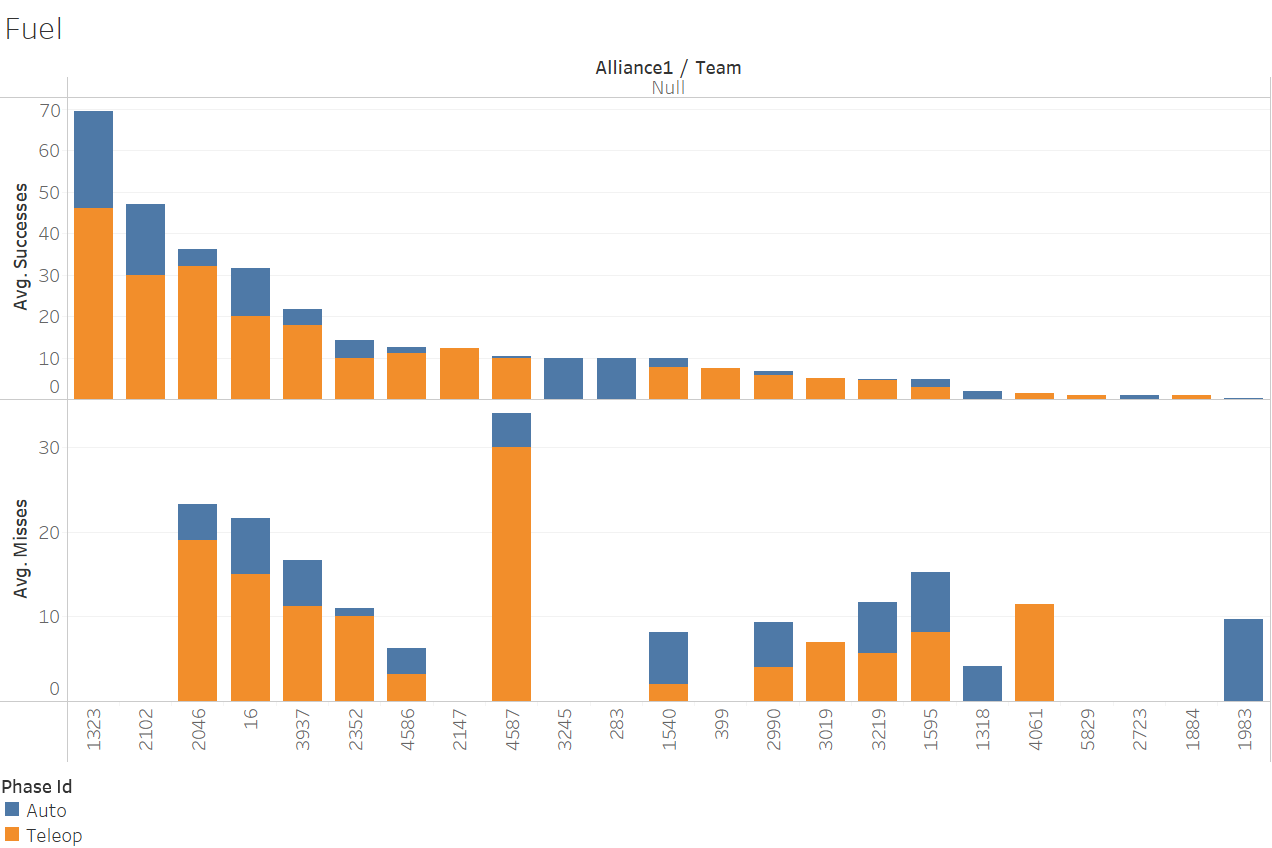 Fuel
Alliance1 / Team
Null
Avg. Successes
70
60
50
40
30
20
10
0
Avg. Misses
30
20
10
0
1323 2102 2046 16 3937 2352 4586 2147 4587 3245 283 1540 399 2990 3019 3219 1595 1318 4061 5829 2723 1884 1983
Phase Id
Auto
Teleop